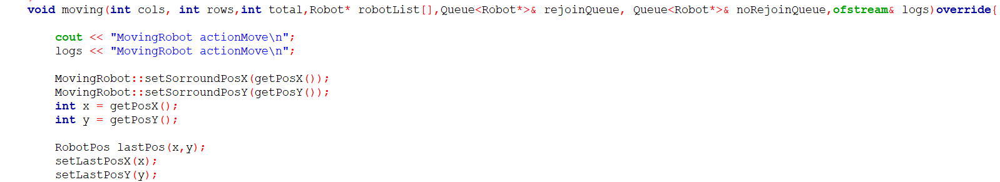 void moving(int cols, int rows,int total,Robot* robotList[],Queue<Robot*>& rejoinQueue, Queue<Robot*>& noRejoinQueue,ofstream& logs)override{
cout << "MovingRobot actionMove\n";
logs << "MovingRobot actionMove\n";
MovingRobot::setSorroundPosX(getPosX());
MovingRobot::setSorroundPosY(getPosY());
int x = getPosX();
int y = getPosY();
RobotPos lastPos(x,y);
setLastPosX(x);
setLastPosY(y);